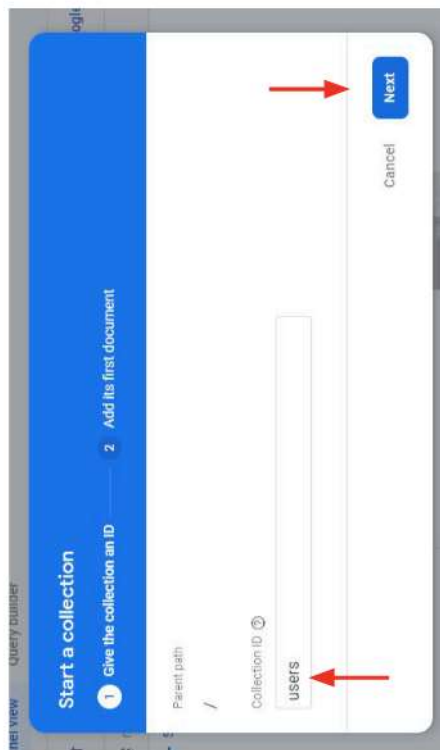 Query builder
Start a collection
1 Give the collection an ID 2 Add its first document
Parent path
/
Collection ID
users
Cancel Next